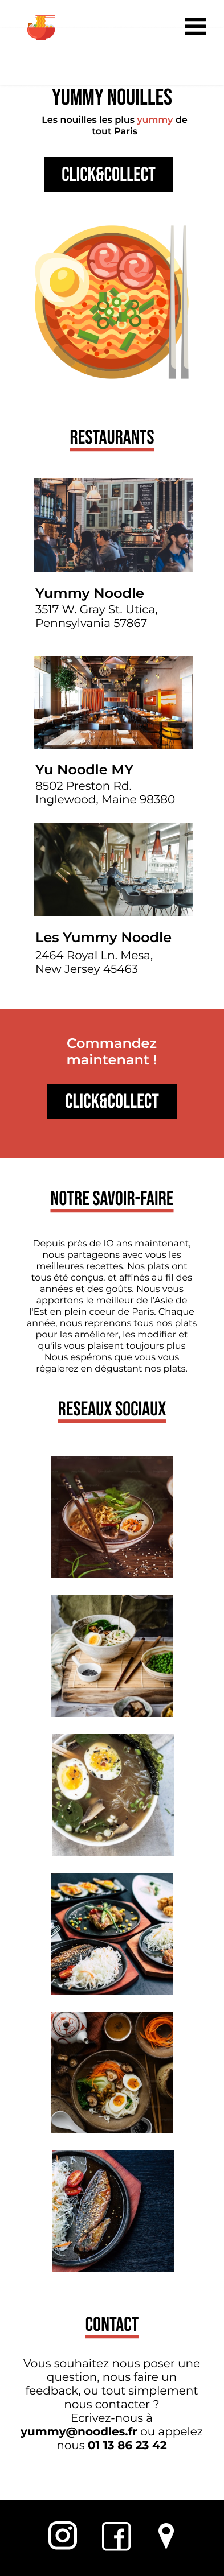 YUMMY NOUILLES
Les nouilles les plus yummy de
tout Paris
CLICK&COLLECT
RESTAURANTS
Yummy Noodle
3517 W. Gray St. Utica,
Pennsylvania 57867
Yu Noodle MY
8502 Preston Rd.
Inglewood, Maine 98380
Les Yummy Noodle
2464 Royal Ln. Mesa,
New Jersey 45463
Commandez
maintenant !
CLICK&COLLECT
NOTRE SAVOIR-FAIRE
Depuis près de 10 ans maintenant,
nous partageons avec vous les
meilleures recettes. Nos plats ont
tous été conçus, et affinés au fil des
années et des goûts. Nous vous
apportons le meilleur de l'Asie de
l'Est en plein coeur de Paris. Chaque
année, nous reprenons tous nos plats
pour les améliorer, les modifier et
qu'ils vous plaisent toujours plus
Nous espérons que vous vous
régalerez en dégustant nos plats.
RESEAUX SOCIAUX
CONTACT
Vous souhaitez nous poser une
question, nous faire un
feedback, ou tout simplement
nous contacter ?
Ecrivez-nous à
yummy@noodles.fr ou appelez
nous 01 13 86 23 42